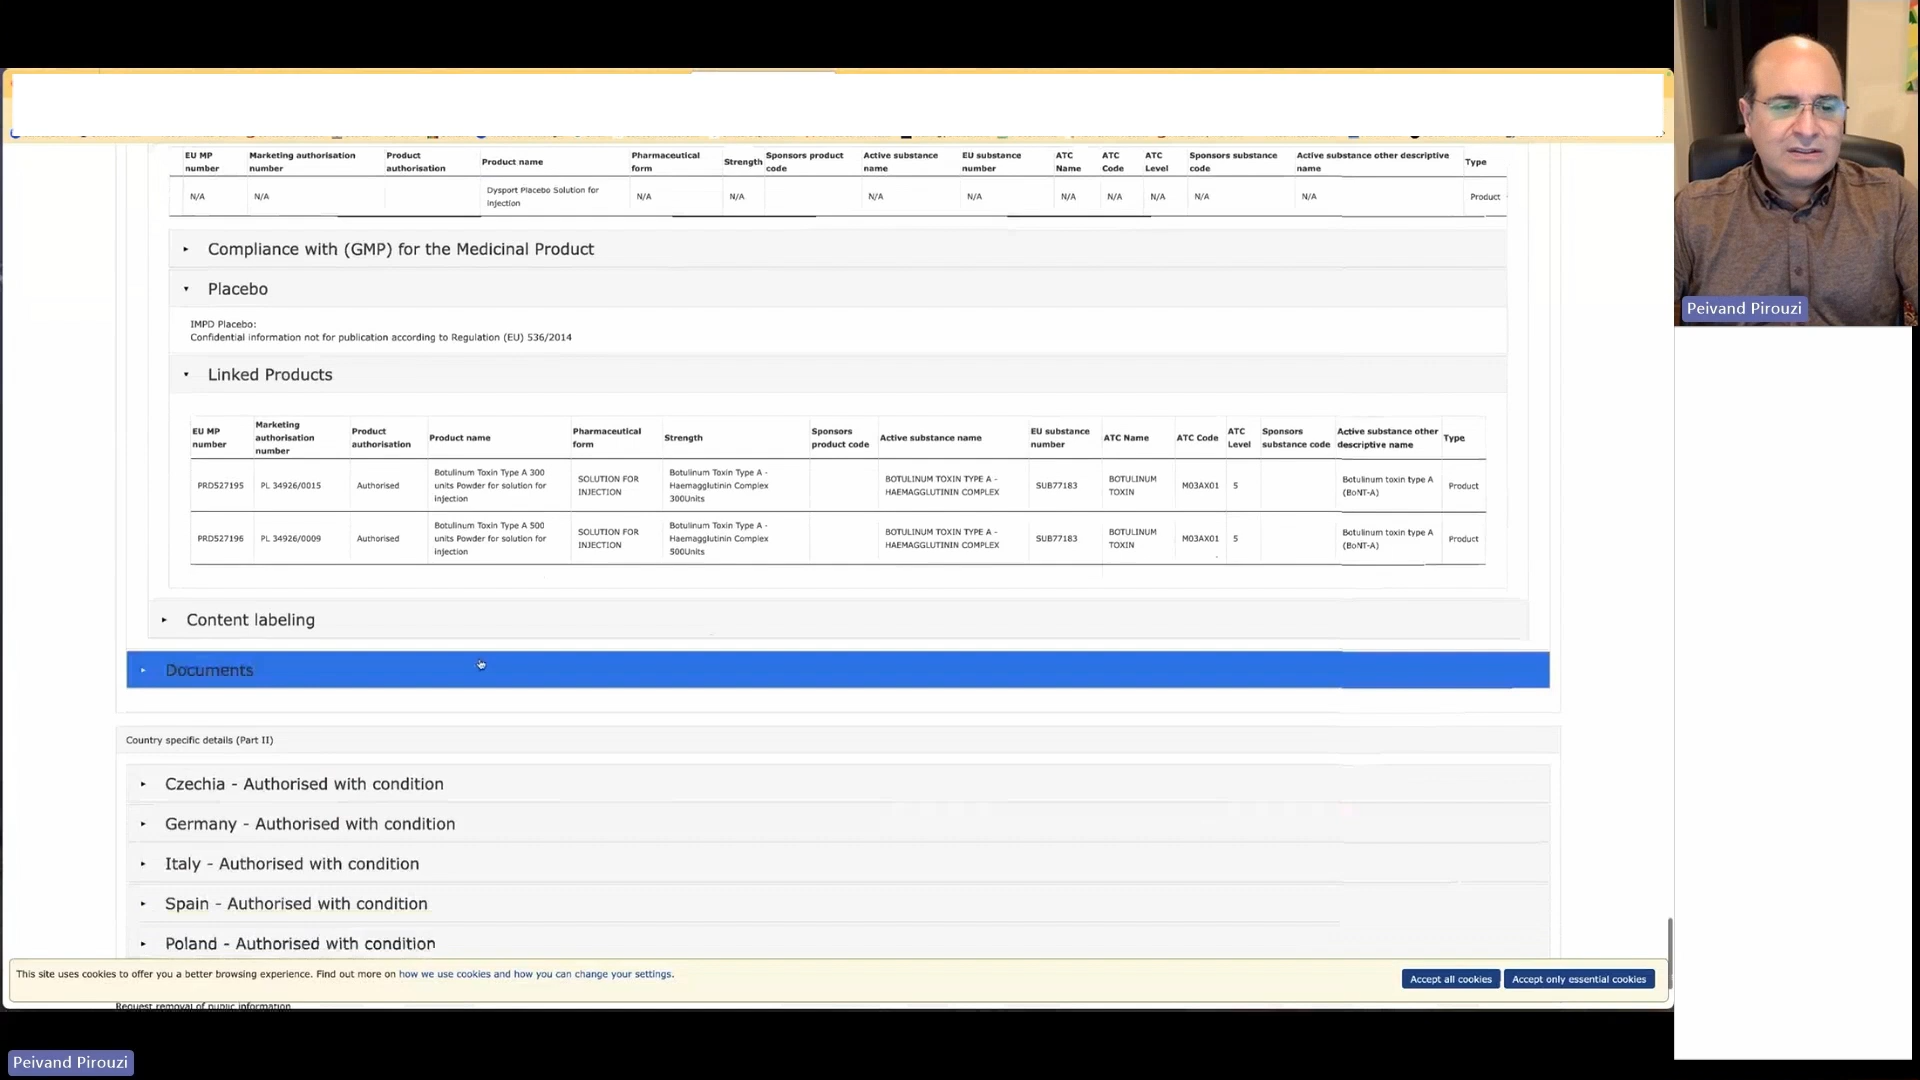 EU MP number
Marketing authorisation number
Product authorisation
Product name
Pharmaceutical form
Strength
Sponsors product code
Active substance name
EU substance number
ATC Name
ATC Code
ATC Level
Sponsors substance code
Active substance other descriptive name
Type
N/A
N/A
Dysport Placebo Solution for
injection
N/A
N/A
N/A
N/A
N/A
N/A
N/A
N/A
N/A
Product
Compliance with (GMP) for the Medicinal Product
Placebo
IMPD Placebo:
Confidential information not for publication according to Regulation (EU) 536/2014
Linked Products
EU MP number
Marketing authorisation number
Product authorisation
Product name
Pharmaceutical form
Strength
Sponsors product code
Active substance name
EU substance number
ATC Name
ATC Code
ATC Level
Sponsors substance code
Active substance other descriptive name
Type
PRD527195
PL 34926/0015
Authorised
Botulinum Toxin Type A 300
units Powder for solution for
injection
SOLUTION FOR
INJECTION
Botulinum Toxin Type A -
Haemagglutinin Complex
300Units
BOTULINUM TOXIN TYPE A -
HAEMAGGLUTININ COMPLEX
SUB77183
BOTULINUM
TOXIN
M03AX01
5
Botulinum toxin type A
(BoNT-A)
Product
PRD527196
PL 34926/0009
Authorised
Botulinum Toxin Type A 500
units Powder for solution for
injection
SOLUTION FOR
INJECTION
Botulinum Toxin Type A -
Haemagglutinin Complex
500Units
BOTULINUM TOXIN TYPE A -
HAEMAGGLUTININ COMPLEX
SUB77183
BOTULINUM
TOXIN
M03AX01
5
Botulinum toxin type A
(BoNT-A)
Product
Content labeling
Documents
Country specific details (Part II)
Czechia - Authorised with condition
Germany - Authorised with condition
Italy - Authorised with condition
Spain - Authorised with condition
Poland - Authorised with condition
This site uses cookies to offer you a better browsing experience. Find out more on how we use cookies and how you can change your settings.
Accept all cookies
Accept only essential cookies
Request removal of public information
Peivand Pirouzi
Peivand Pirouzi